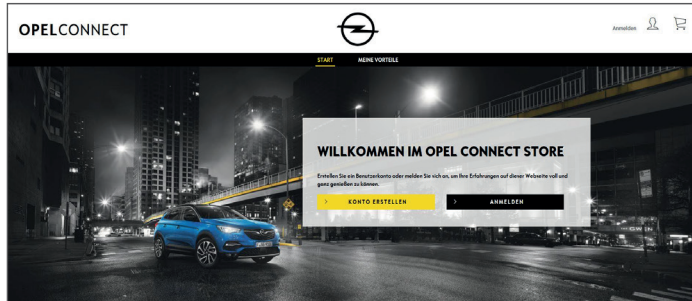 OPELCONNECT
Anmelden
START MEINE VORTEILE
WILLKOMMEN IM OPEL CONNECT STORE
Erstellen Sie ein Benutzerkonto oder melden Sie sich an, um Ihre Erfahrungen auf dieser Webseite voll und
ganz genießen zu können.
> KONTO ERSTELLEN > ANMELDEN